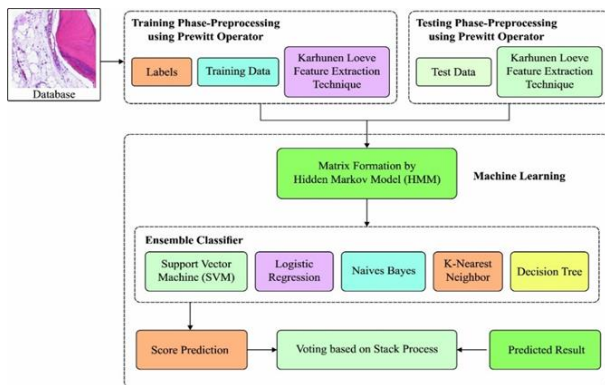 Database
Training Phase-Preprocessing
using Prewitt Operator
Labels
Training Data
Karhunen Loeve
Feature Extraction
Technique
Testing Phase-Preprocessing
using Prewitt Operator
Test Data
Karhunen Loeve
Feature Extraction
Technique
Matrix Formation by
Hidden Markov Model (HMM)
Machine Learning
Ensemble Classifier
Support Vector
Machine (SVM)
Logistic
Regression
Naives Bayes
K-Nearest
Neighbor
Decision Tree
Score Prediction
Voting based on Stack Process
Predicted Result